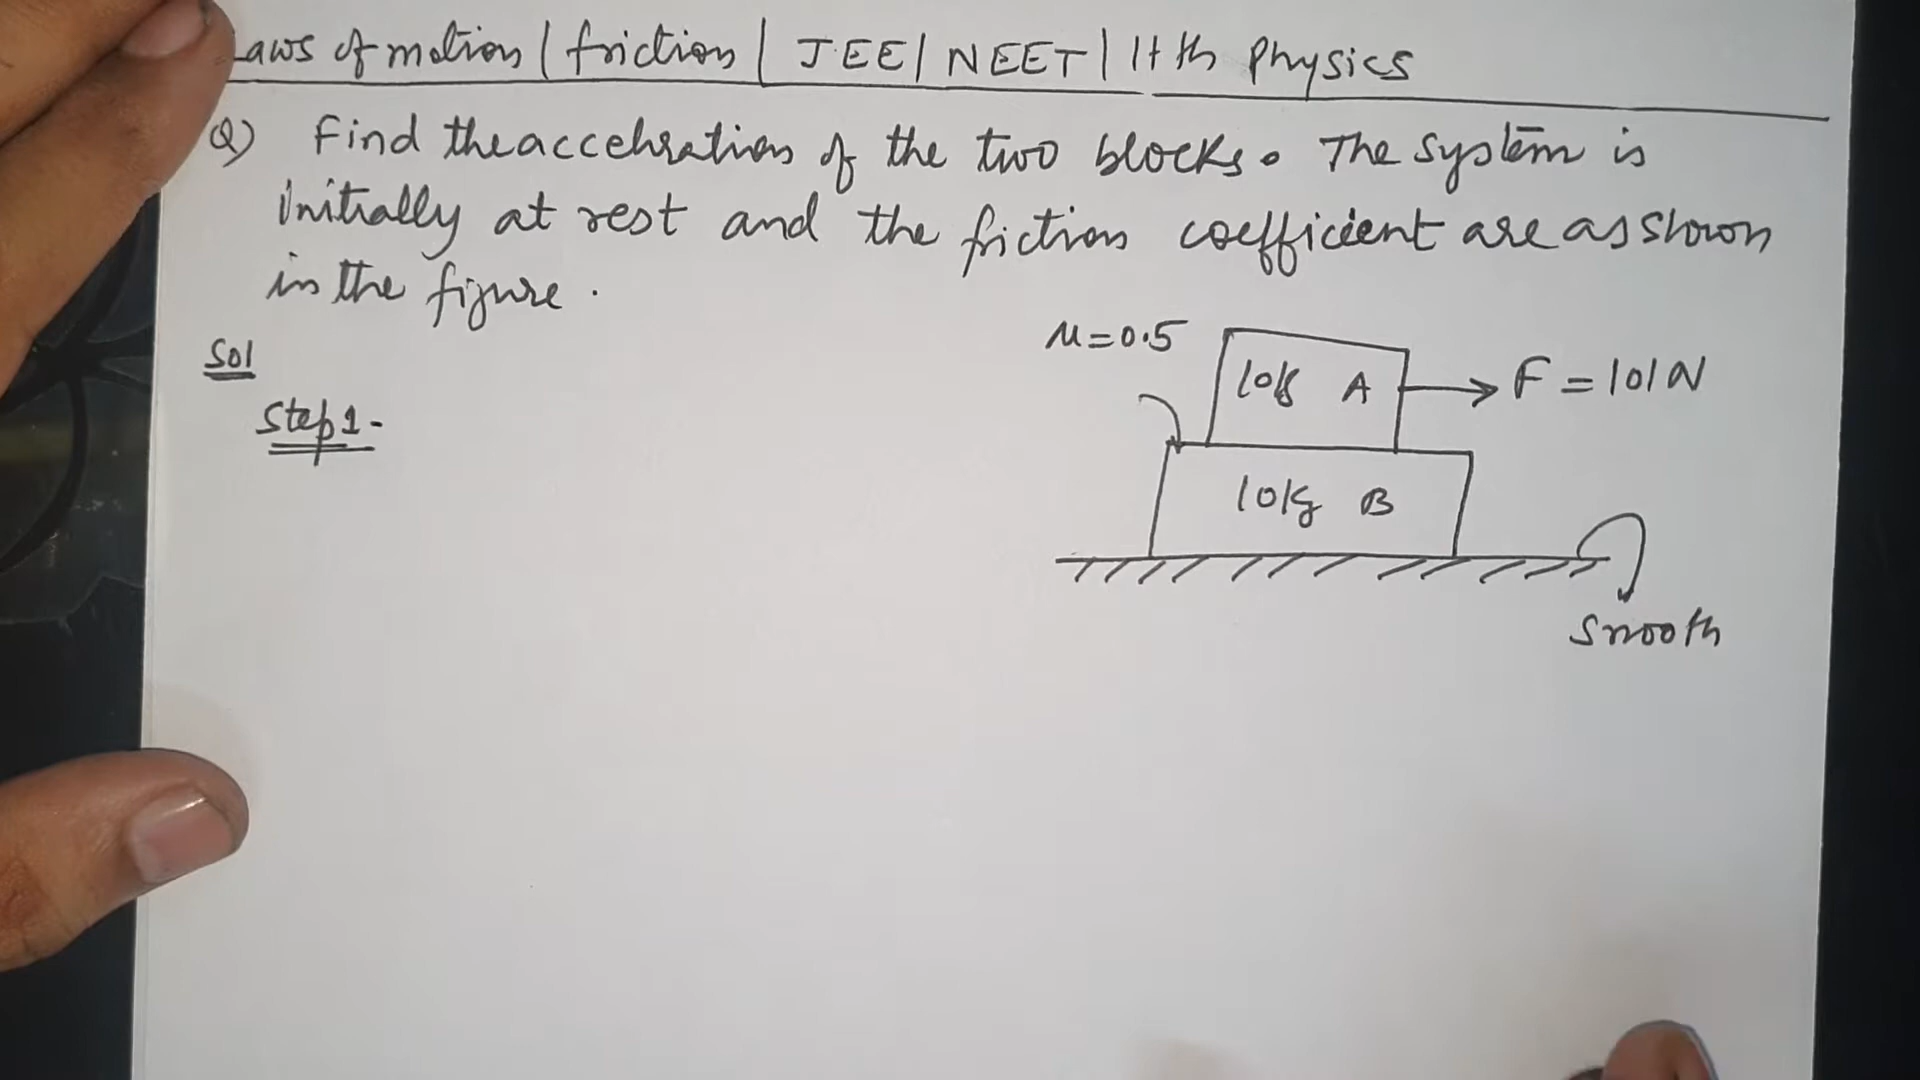 Laws of motion | friction | JEE | NEET | 11th Physics
Q) Find the acceleration of the two blocks. The system is
initially at rest and the friction coefficient are as shown
in the figure.
Sol
Step 1-
μ=0.5
10kg A
F = 101N
10kg B
Smooth